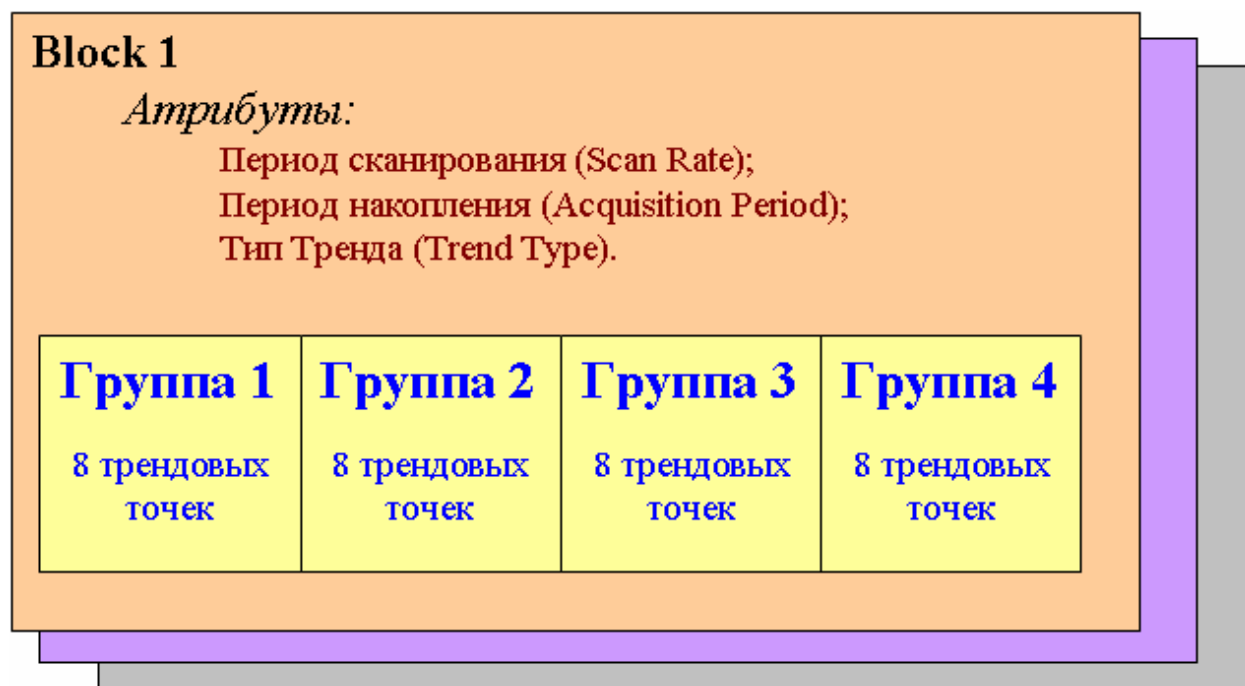 Block 1
Атрибуты:
Период сканирования (Scan Rate);
Период накопления (Acquisition Period);
Тип Тренда (Trend Type).
Группа 1
8 трендовых
точек
Группа 2
8 трендовых
точек
Группа 3
8 трендовых
точек
Группа 4
8 трендовых
точек